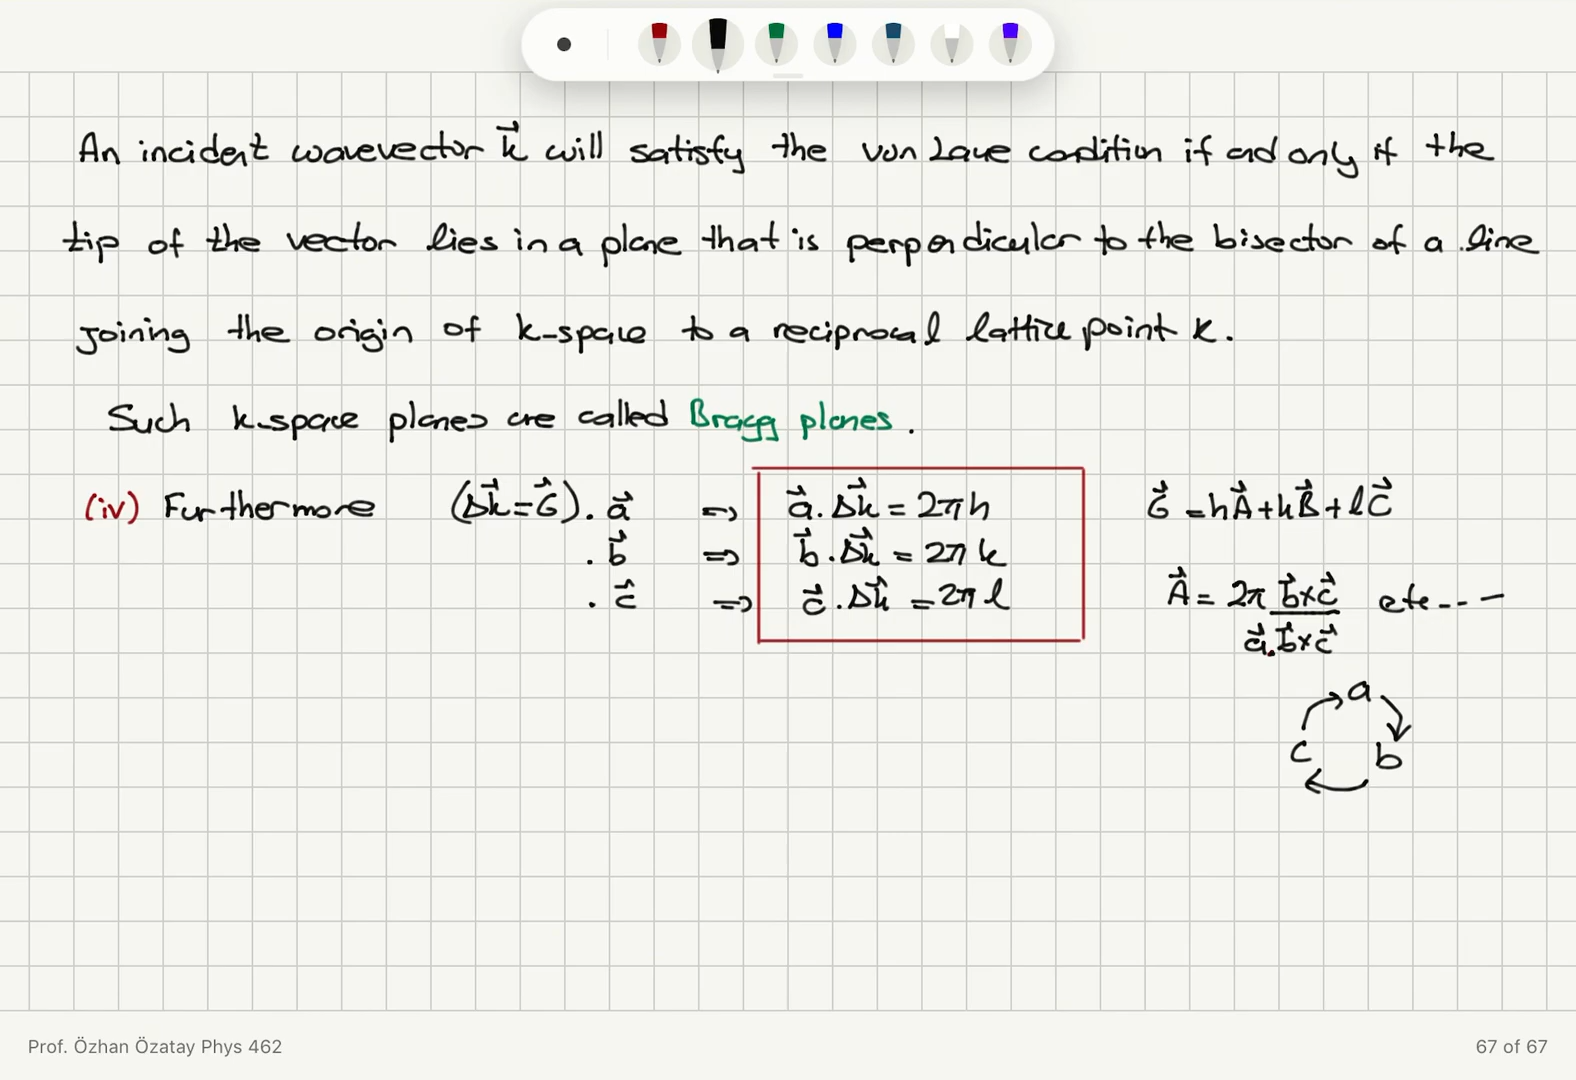 An incident wavevector k⃗ will satisfy the von Laue condition if and only if the
tip of the vector lies in a plane that is perpendicular to the bisector of a line
joining the origin of k-space to a reciprocal lattice point K.
Such k-space planes are called Bragg planes.
(iv) Furthermore (Δk⃗=G⃗). a⃗ => a⃗.Δk⃗ = 2πh G⃗ = hA⃗+kB⃗+lC⃗
. b⃗ => b⃗.Δk⃗ = 2πk
. c⃗ => c⃗.Δk⃗ = 2πl A⃗ = 2π b⃗×c⃗ / a⃗.b⃗×c⃗ etc---
a
c b
Prof. Özhan Özatay Phys 462 67 of 67